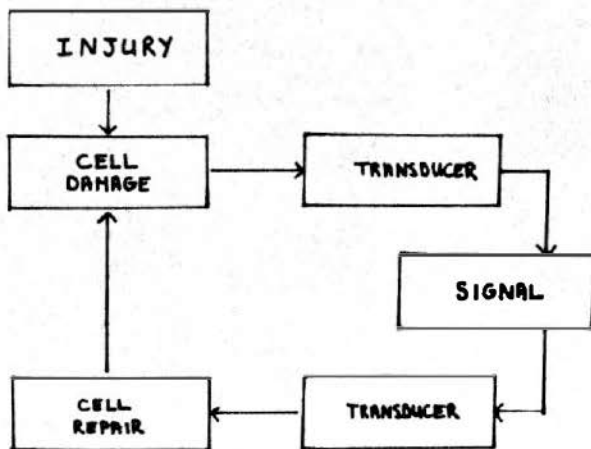 INJURY
CELL
DAMAGE
TRANSDUCER
SIGNAL
TRANSDUCER
CELL
REPAIR